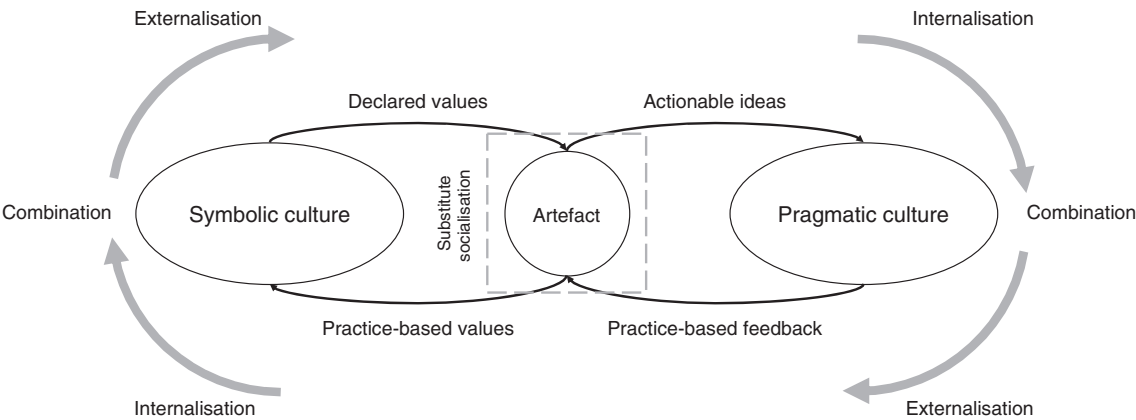 Externalisation
Internalisation
Declared values
Actionable ideas
Combination
Symbolic culture
Substitute
socialisation
Artefact
Pragmatic culture
Combination
Practice-based values
Practice-based feedback
Internalisation
Externalisation